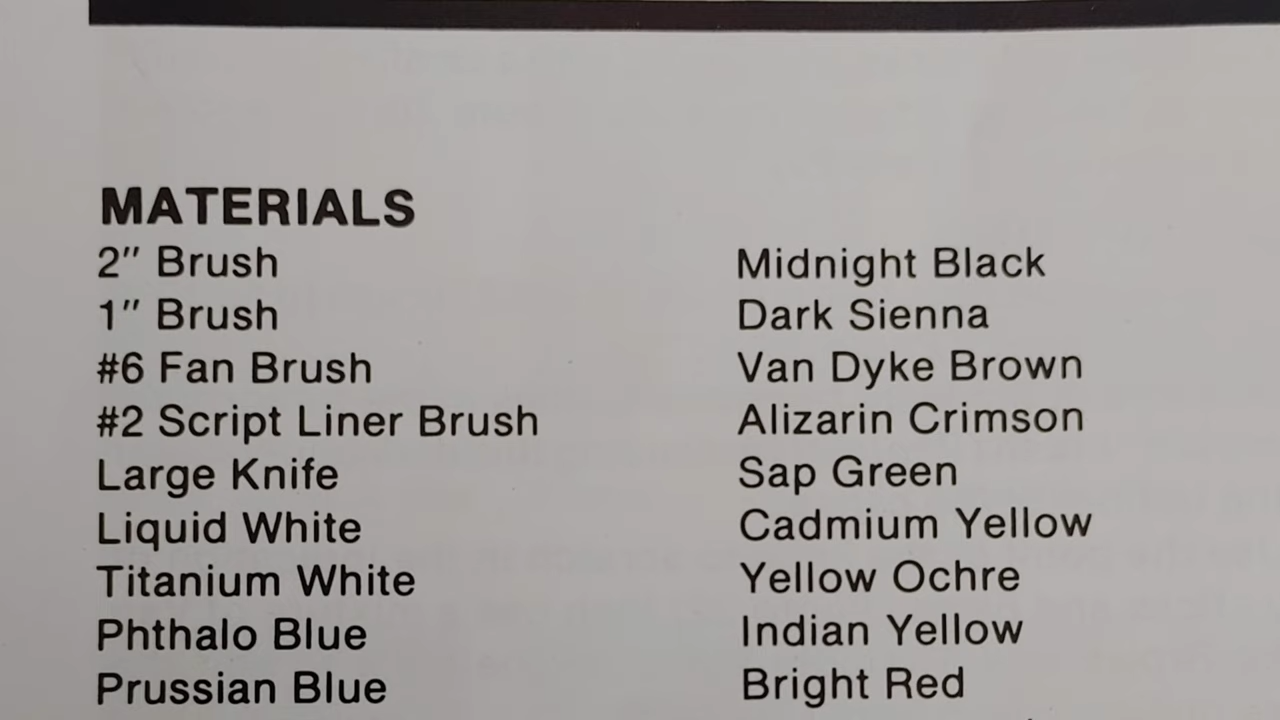 MATERIALS
2" Brush
1" Brush
#6 Fan Brush
#2 Script Liner Brush
Large Knife
Liquid White
Titanium White
Phthalo Blue
Prussian Blue
Midnight Black
Dark Sienna
Van Dyke Brown
Alizarin Crimson
Sap Green
Cadmium Yellow
Yellow Ochre
Indian Yellow
Bright Red